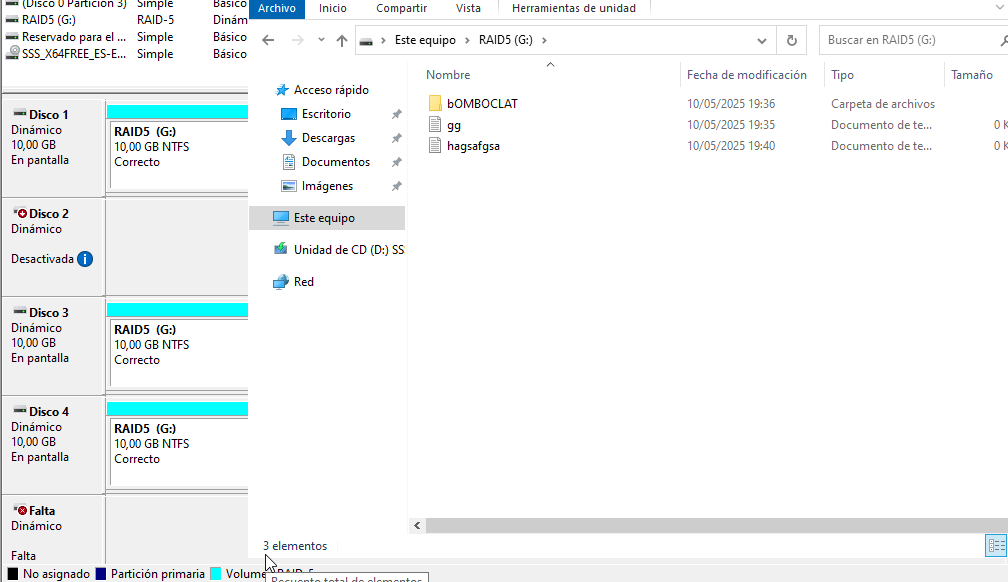 (Disco 0 Partición 3) Simple Básico
RAID5 (G:) RAID-5 Dinám
Reservado para el ... Simple Básico
SSS_X64FREE_ES-E... Simple Básico
Disco 1
Dinámico
10,00 GB
En pantalla
RAID5 (G:)
10,00 GB NTFS
Correcto
Disco 2
Dinámico
Desactivada
Disco 3
Dinámico
10,00 GB
En pantalla
RAID5 (G:)
10,00 GB NTFS
Correcto
Disco 4
Dinámico
10,00 GB
En pantalla
RAID5 (G:)
10,00 GB NTFS
Correcto
Falta
Dinámico
Falta
No asignado Partición primaria Volume RAID-5
Archivo Inicio Compartir Vista Herramientas de unidad
Este equipo > RAID5 (G:) > Buscar en RAID5 (G:)
Acceso rápido
Escritorio
Descargas
Documentos
Imágenes
Este equipo
Unidad de CD (D:) SS
Red
Nombre Fecha de modificación Tipo Tamaño
bOMBOCLAT 10/05/2025 19:36 Carpeta de archivos
gg 10/05/2025 19:35 Documento de te... 0 K
hagsafgsa 10/05/2025 19:40 Documento de te... 0 K
3 elementos
Recuento total de elementos